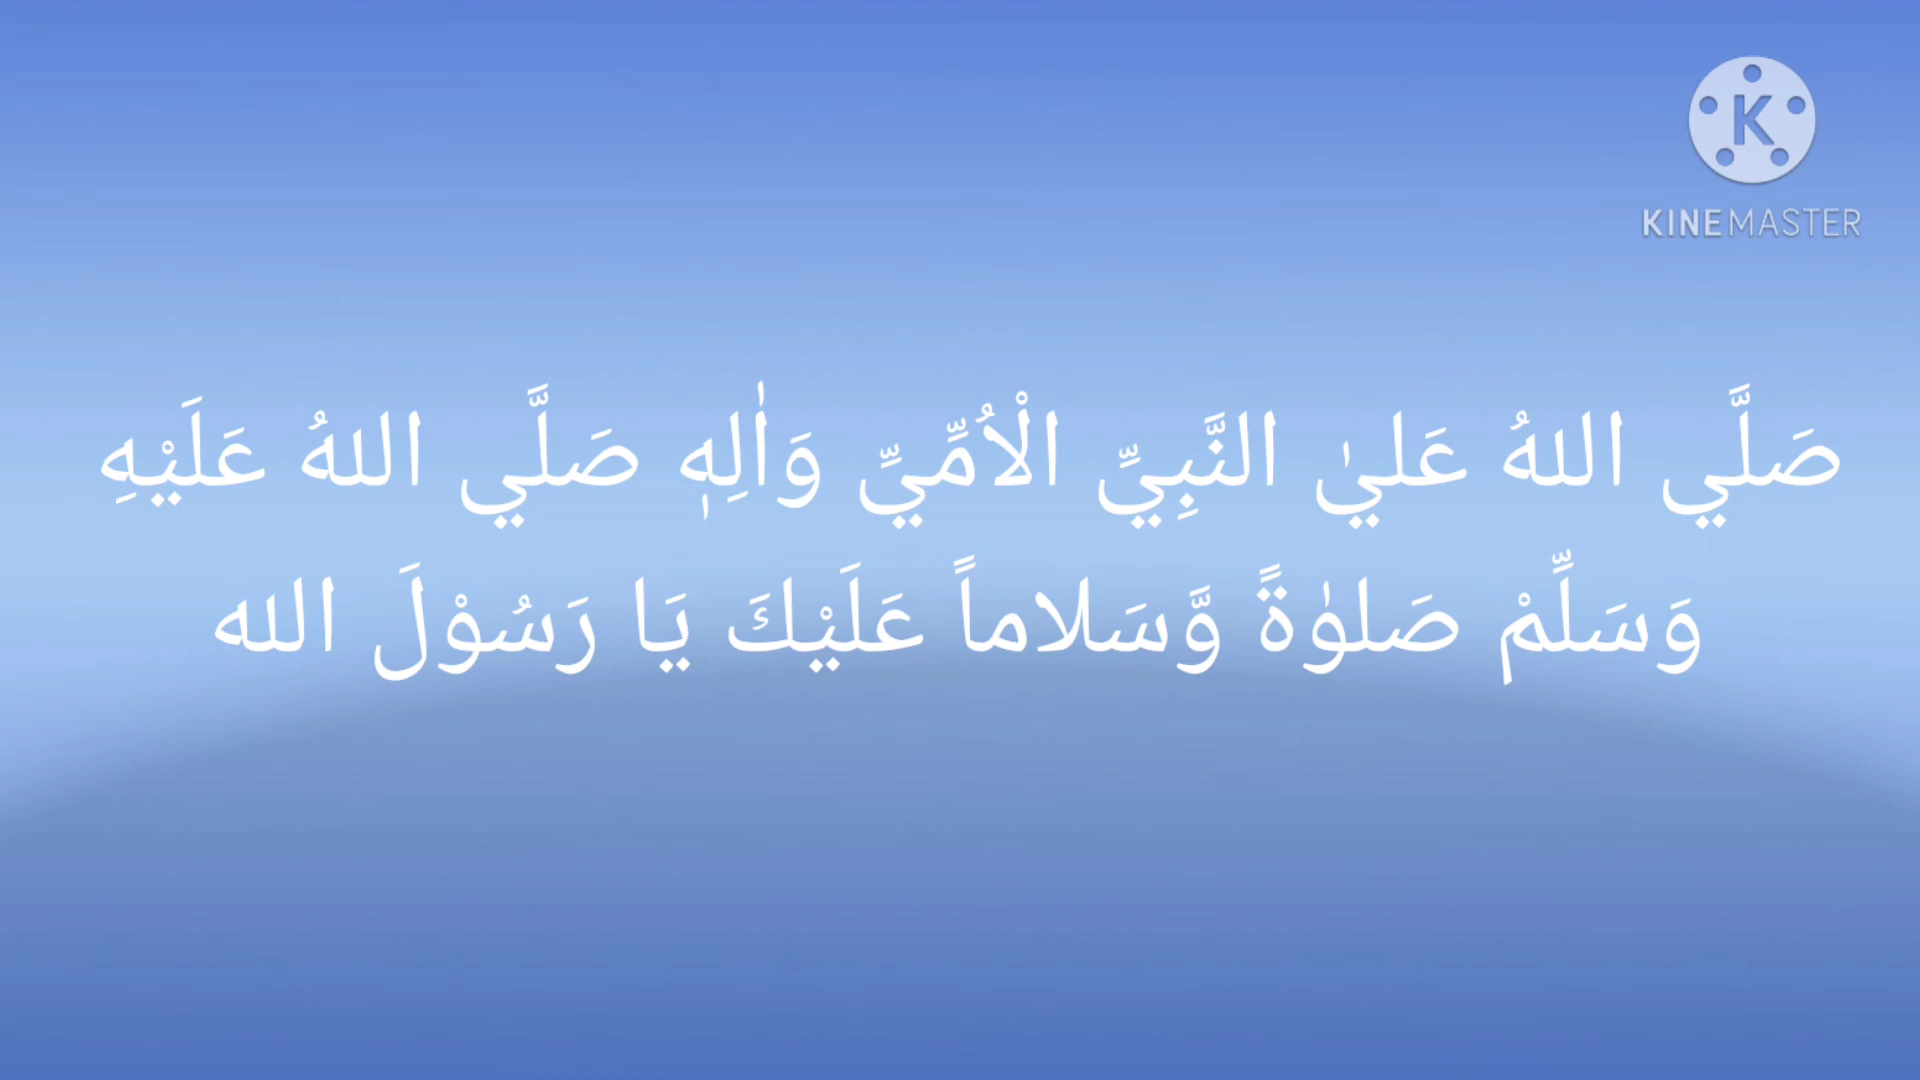 KINEMASTER
صَلَّي اللهُ عَليٰ النَّبِيِّ الْاُمِّيِّ وَاٰلِهٖ صَلَّي اللهُ عَلَيْهِ
وَسَلِّمْ صَلوٰةً وَّسَلاماً عَلَيْكَ يَا رَسُوْلَ الله